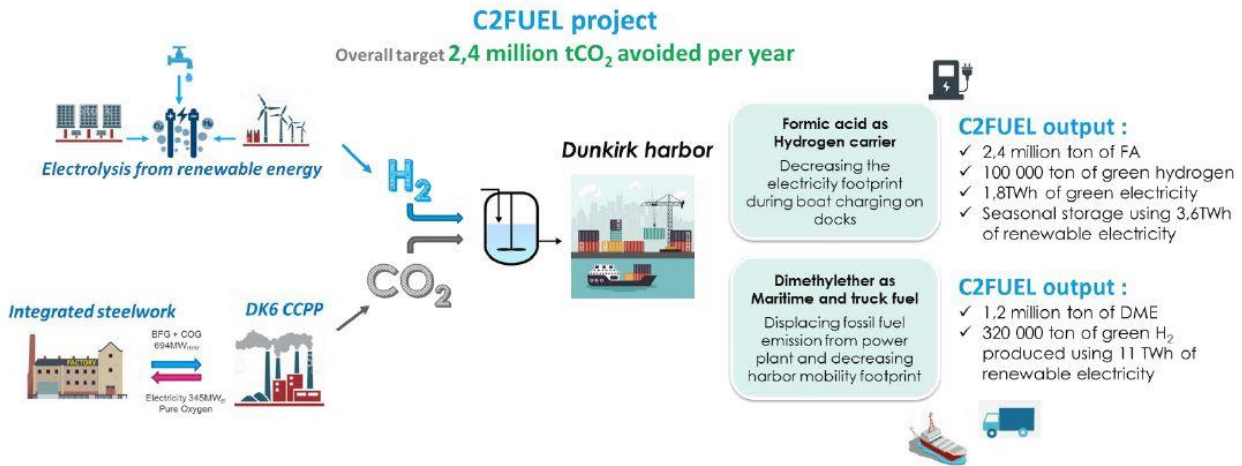 C2FUEL project
Overall target 2,4 million tCO₂ avoided per year
Electrolysis from renewable energy
H₂
CO₂
Integrated steelwork
DK6 CCPP
BFG + COG
694MW
FACTORY
Electricity 345MW
Pure Oxygen
Dunkirk harbor
Formic acid as
Hydrogen carrier
Decreasing the
electricity footprint
during boat charging on
docks
C2FUEL output :
✓ 2,4 million ton of FA
✓ 100 000 ton of green hydrogen
✓ 1,8TWh of green electricity
✓ Seasonal storage using 3,6TWh
of renewable electricity
Dimethylether as
Maritime and truck fuel
Displacing fossil fuel
emission from power
plant and decreasing
harbor mobility footprint
C2FUEL output :
✓ 1,2 million ton of DME
✓ 320 000 ton of green H₂
produced using 11 TWh of
renewable electricity